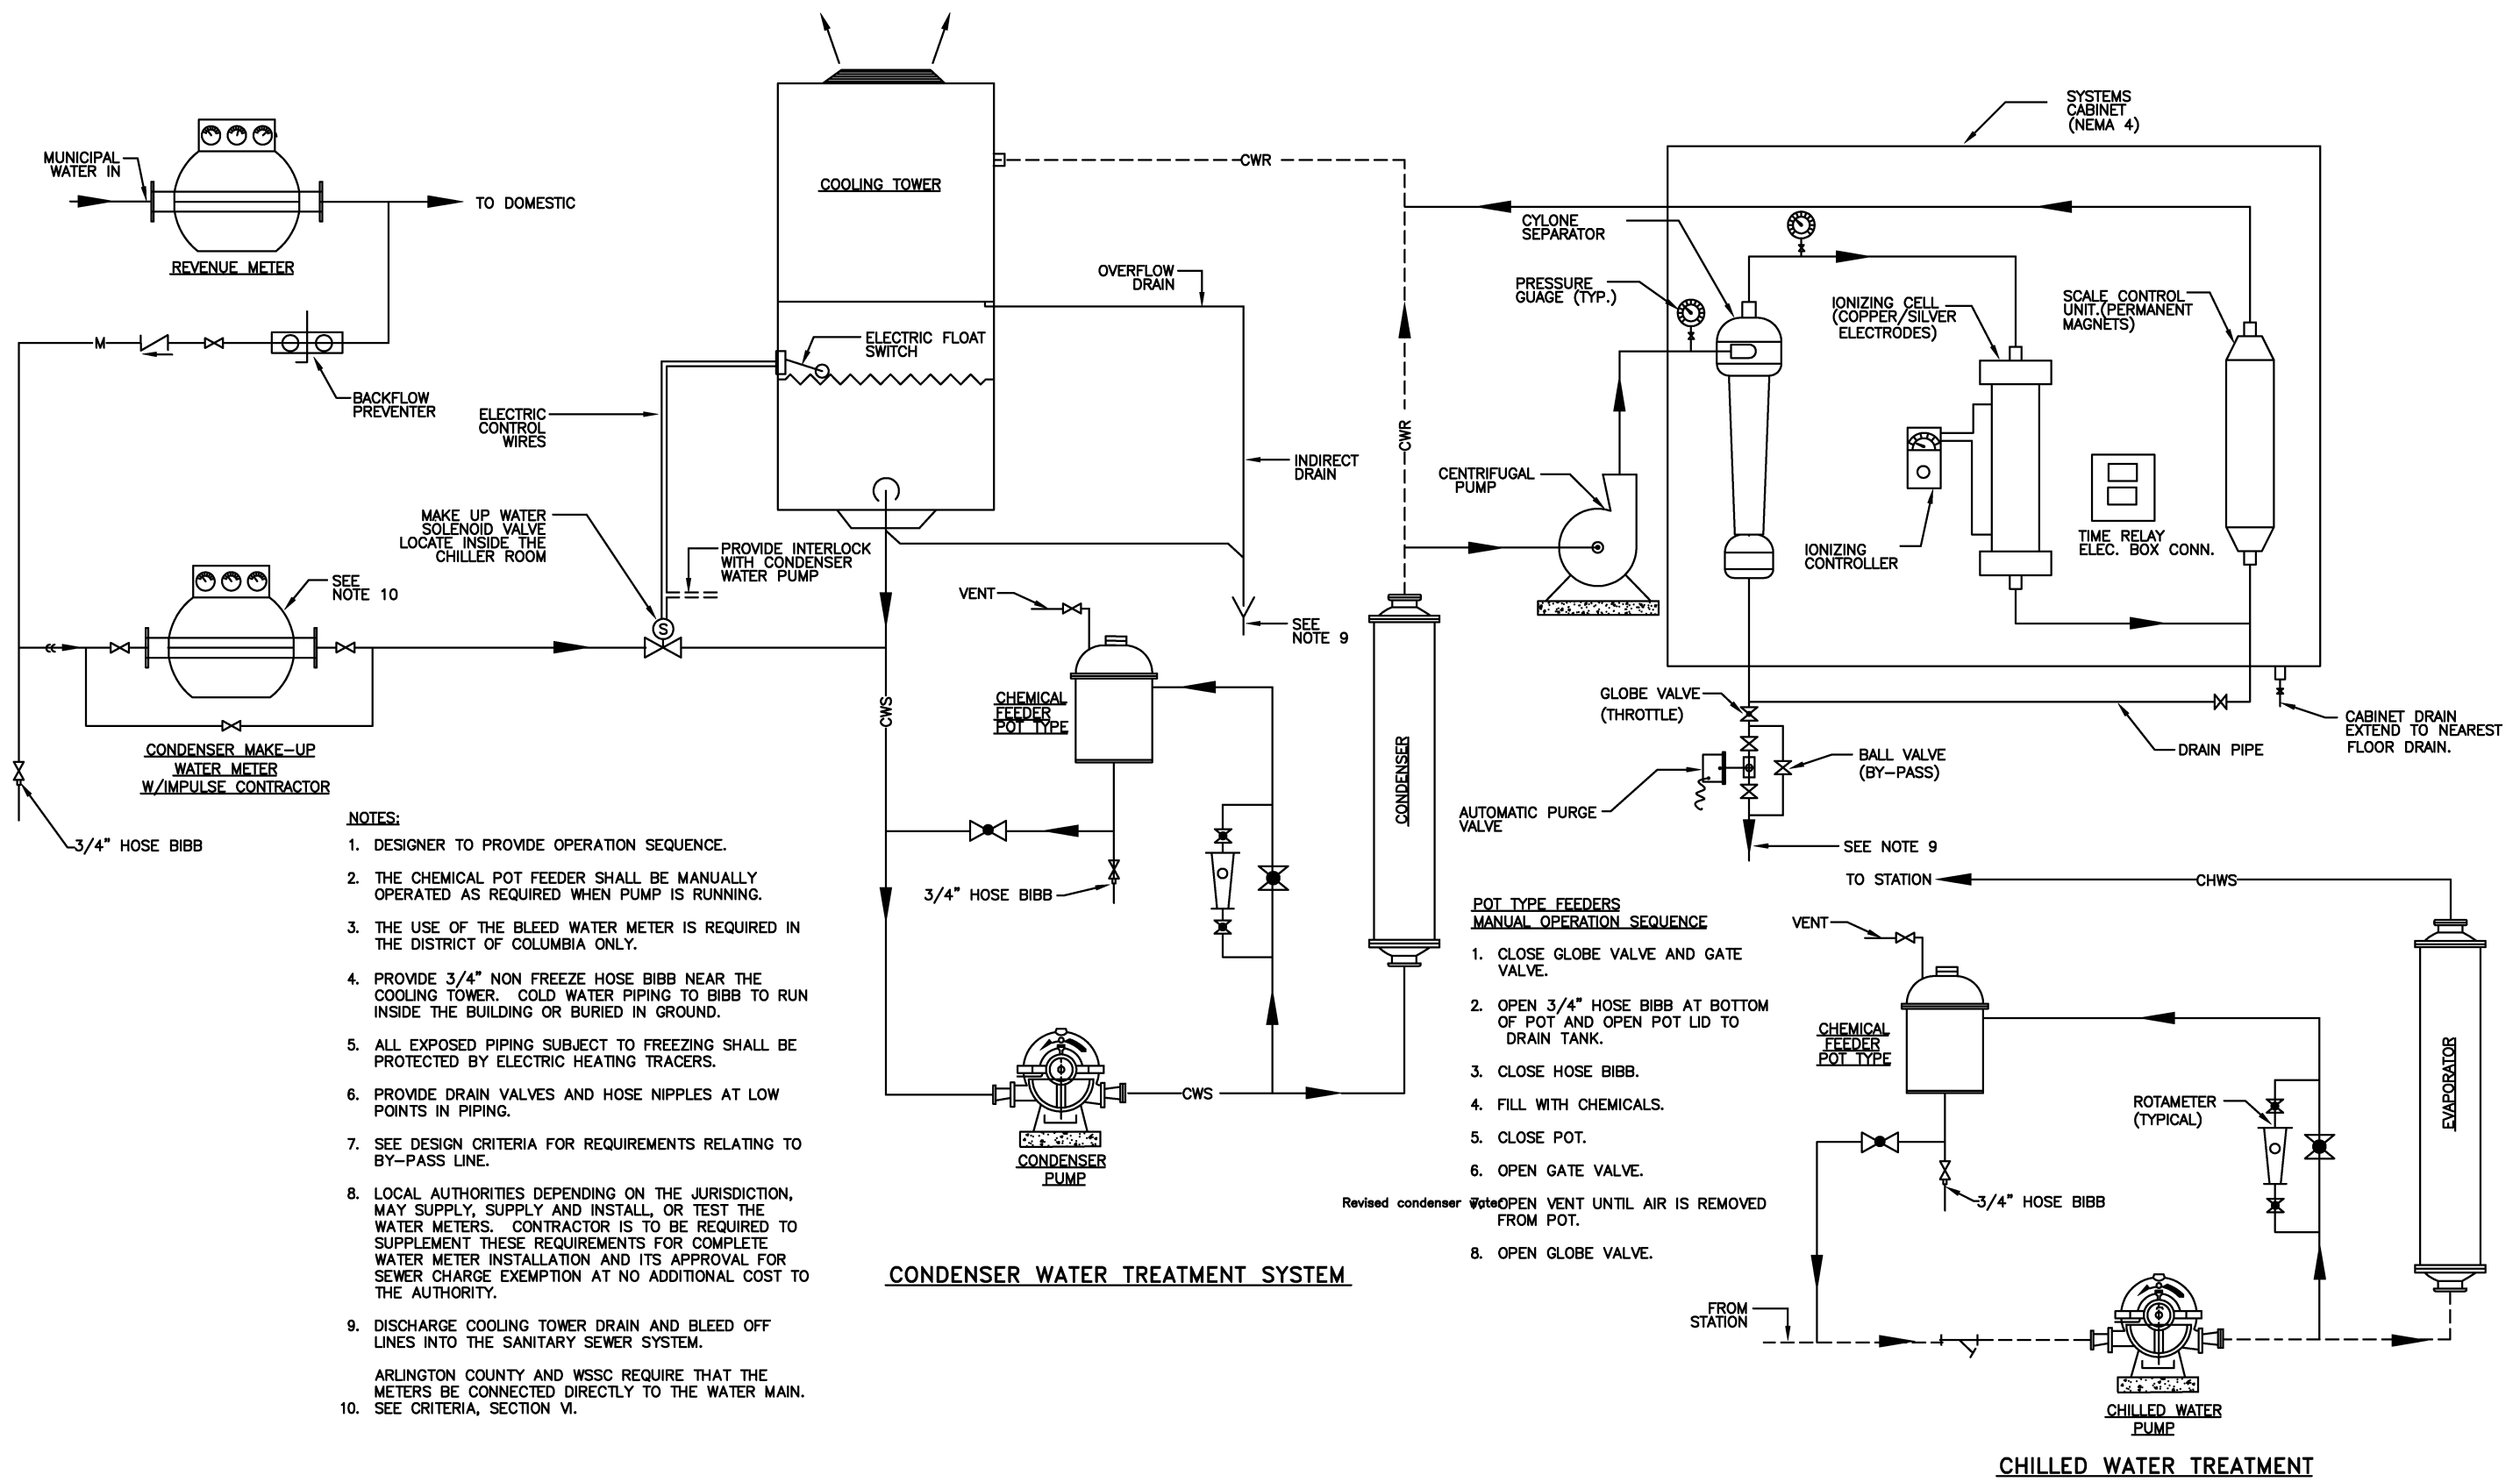 MUNICIPAL
WATER IN
TO DOMESTIC
REVENUE METER
M
BACKFLOW
PREVENTER
ELECTRIC
CONTROL
WIRES
MAKE UP WATER
SOLENOID VALVE
LOCATE INSIDE THE
CHILLER ROOM
SEE
NOTE 10
S
PROVIDE INTERLOCK
WITH CONDENSER
WATER PUMP
CONDENSER MAKE-UP
WATER METER
W/IMPULSE CONTRACTOR
3/4" HOSE BIBB
COOLING TOWER
ELECTRIC FLOAT
SWITCH
OVERFLOW
DRAIN
INDIRECT
DRAIN
SEE
NOTE 9
CWR
CWR
CWS
VENT
CHEMICAL
FEEDER
POT TYPE
3/4" HOSE BIBB
CONDENSER
CWS
CONDENSER
PUMP
CONDENSER WATER TREATMENT SYSTEM
SYSTEMS
CABINET
(NEMA 4)
CYLONE
SEPARATOR
PRESSURE
GUAGE (TYP.)
IONIZING CELL
(COPPER/SILVER
ELECTRODES)
SCALE CONTROL
UNIT.(PERMANENT
MAGNETS)
CENTRIFUGAL
PUMP
IONIZING
CONTROLLER
TIME RELAY
ELEC. BOX CONN.
GLOBE VALVE
(THROTTLE)
BALL VALVE
(BY-PASS)
DRAIN PIPE
CABINET DRAIN
EXTEND TO NEAREST
FLOOR DRAIN.
AUTOMATIC PURGE
VALVE
SEE NOTE 9
NOTES:
1. DESIGNER TO PROVIDE OPERATION SEQUENCE.
2. THE CHEMICAL POT FEEDER SHALL BE MANUALLY
OPERATED AS REQUIRED WHEN PUMP IS RUNNING.
3. THE USE OF THE BLEED WATER METER IS REQUIRED IN
THE DISTRICT OF COLUMBIA ONLY.
4. PROVIDE 3/4" NON FREEZE HOSE BIBB NEAR THE
COOLING TOWER. COLD WATER PIPING TO BIBB TO RUN
INSIDE THE BUILDING OR BURIED IN GROUND.
5. ALL EXPOSED PIPING SUBJECT TO FREEZING SHALL BE
PROTECTED BY ELECTRIC HEATING TRACERS.
6. PROVIDE DRAIN VALVES AND HOSE NIPPLES AT LOW
POINTS IN PIPING.
7. SEE DESIGN CRITERIA FOR REQUIREMENTS RELATING TO
BY-PASS LINE.
8. LOCAL AUTHORITIES DEPENDING ON THE JURISDICTION,
MAY SUPPLY, SUPPLY AND INSTALL, OR TEST THE
WATER METERS. CONTRACTOR IS TO BE REQUIRED TO
SUPPLEMENT THESE REQUIREMENTS FOR COMPLETE
WATER METER INSTALLATION AND ITS APPROVAL FOR
SEWER CHARGE EXEMPTION AT NO ADDITIONAL COST TO
THE AUTHORITY.
9. DISCHARGE COOLING TOWER DRAIN AND BLEED OFF
LINES INTO THE SANITARY SEWER SYSTEM.
ARLINGTON COUNTY AND WSSC REQUIRE THAT THE
METERS BE CONNECTED DIRECTLY TO THE WATER MAIN.
10. SEE CRITERIA, SECTION VI.
POT TYPE FEEDERS
MANUAL OPERATION SEQUENCE
1. CLOSE GLOBE VALVE AND GATE
VALVE.
2. OPEN 3/4" HOSE BIBB AT BOTTOM
OF POT AND OPEN POT LID TO
DRAIN TANK.
3. CLOSE HOSE BIBB.
4. FILL WITH CHEMICALS.
5. CLOSE POT.
6. OPEN GATE VALVE.
Revised condenser water
7. OPEN VENT UNTIL AIR IS REMOVED
FROM POT.
8. OPEN GLOBE VALVE.
TO STATION
CHWS
VENT
CHEMICAL
FEEDER
POT TYPE
ROTAMETER
(TYPICAL)
EVAPORATOR
3/4" HOSE BIBB
FROM
STATION
CHILLED WATER
PUMP
CHILLED WATER TREATMENT